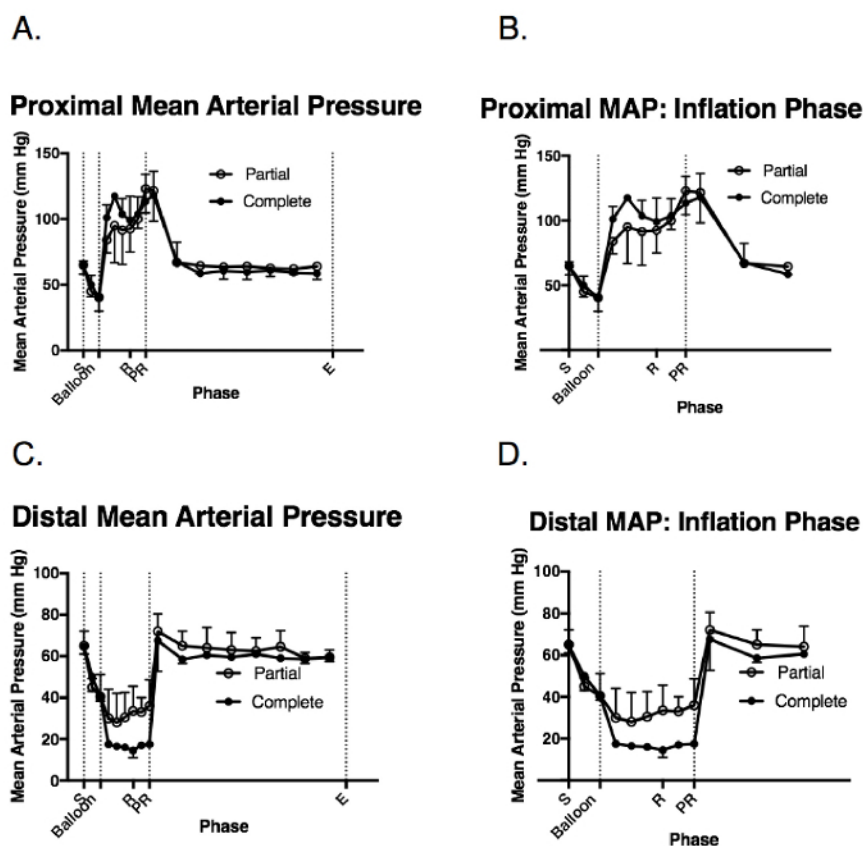 A.
Proximal Mean Arterial Pressure
Mean Arterial Pressure (mm Hg)
150
100
50
0
Partial
Complete
S
Balloon
R
PR
E
Phase
B.
Proximal MAP: Inflation Phase
Mean Arterial Pressure (mm Hg)
150
100
50
Partial
Complete
S
Balloon
R
PR
Phase
C.
Distal Mean Arterial Pressure
Mean Arterial Pressure (mm Hg)
100
80
60
40
20
0
Partial
Complete
S
Balloon
R
PR
E
Phase
D.
Distal MAP: Inflation Phase
Mean Arterial Pressure (mm Hg)
100
80
60
40
20
Partial
Complete
S
Balloon
R
PR
Phase